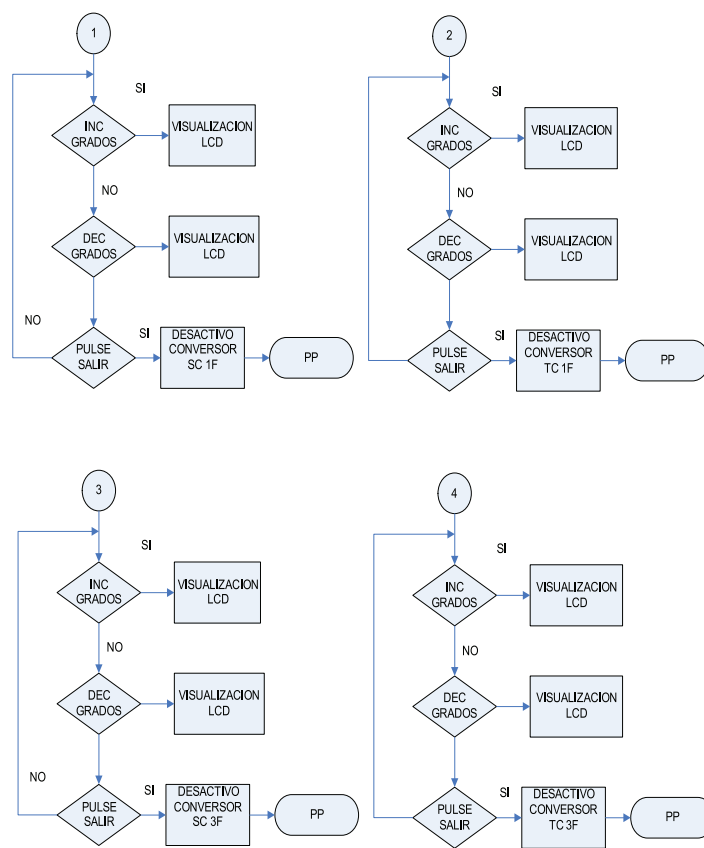 1
SI
INC
GRADOS
VISUALIZACION
LCD
NO
DEC
GRADOS
VISUALIZACION
LCD
NO
SI
PULSE
SALIR
DESACTIVO
CONVERSOR
SC 1F
PP
2
SI
INC
GRADOS
VISUALIZACION
LCD
NO
DEC
GRADOS
VISUALIZACION
LCD
SI
PULSE
SALIR
DESACTIVO
CONVERSOR
TC 1F
PP
3
SI
INC
GRADOS
VISUALIZACION
LCD
NO
DEC
GRADOS
VISUALIZACION
LCD
NO
SI
PULSE
SALIR
DESACTIVO
CONVERSOR
SC 3F
PP
4
SI
INC
GRADOS
VISUALIZACION
LCD
NO
DEC
GRADOS
VISUALIZACION
LCD
SI
PULSE
SALIR
DESACTIVO
CONVERSOR
TC 3F
PP